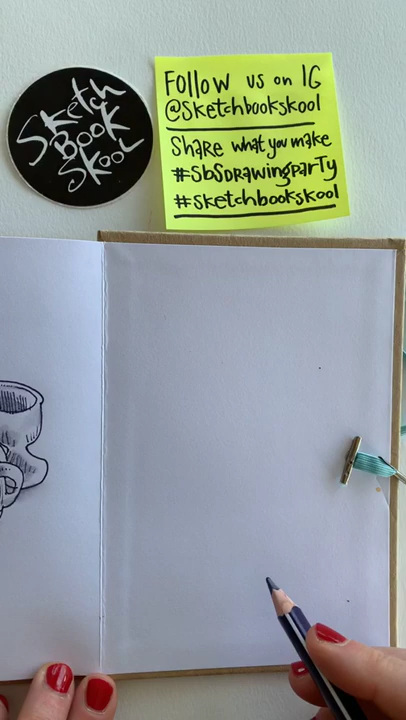 Sketch
Book
Skool
Follow us on IG
@Sketchbookskool
Share what you make
#SbSDrawingParty
#Sketchbookskool